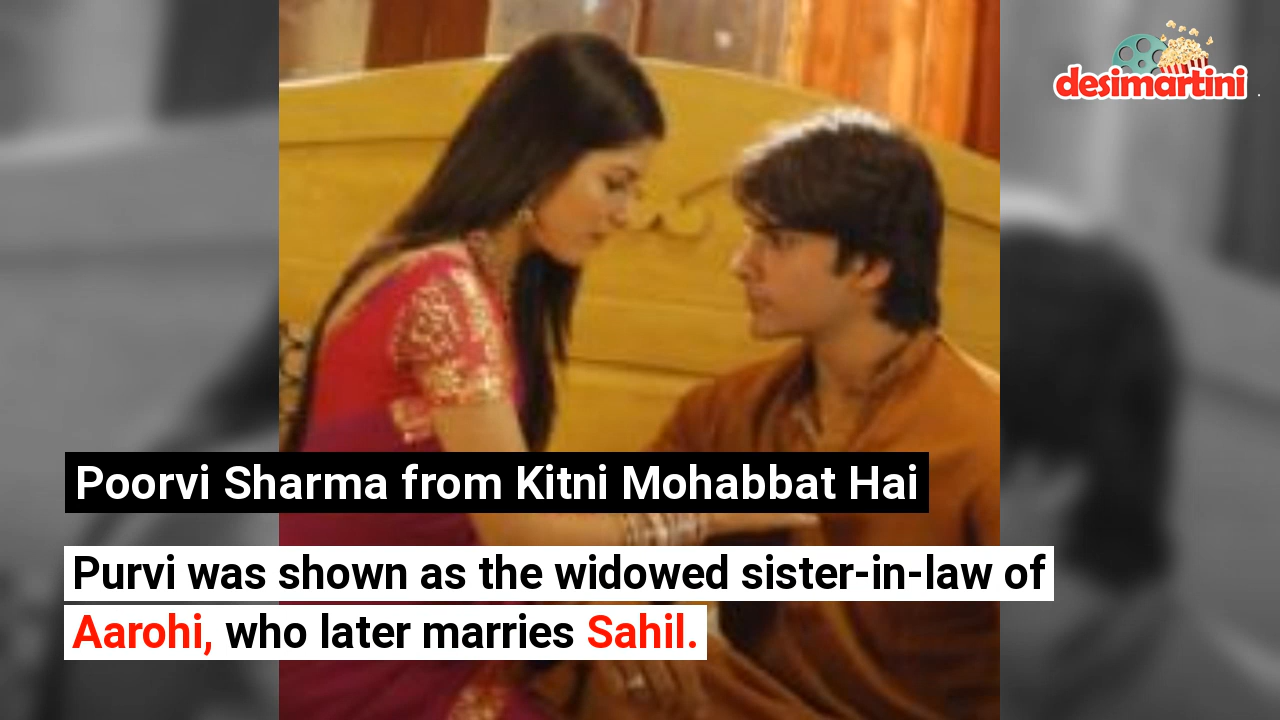 desimartini
Poorvi Sharma from Kitni Mohabbat Hai
Purvi was shown as the widowed sister-in-law of
Aarohi, who later marries Sahil.